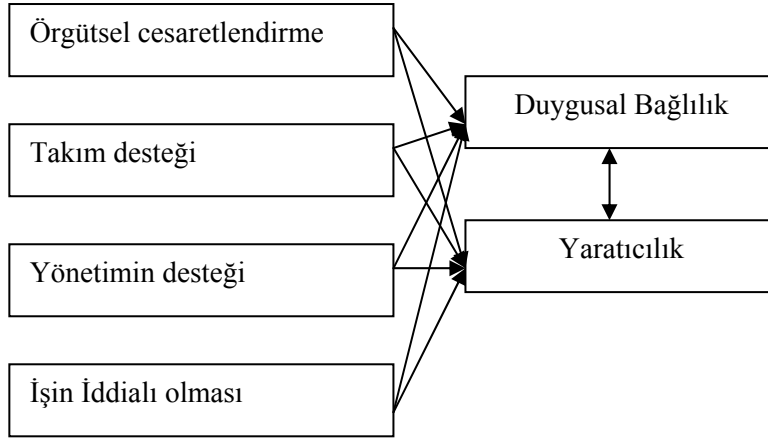 Örgütsel cesaretlendirme
Takım desteği
Yönetimin desteği
İşin İddialı olması
Duygusal Bağlılık
Yaratıcılık